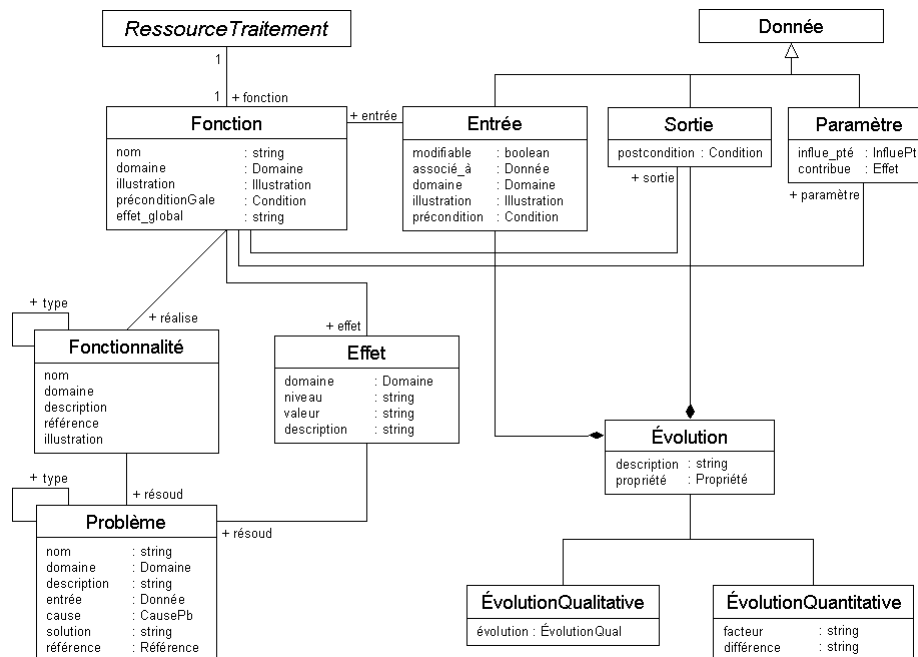 RessourceTraitement
Donnée
1
1
+ fonction
Fonction
nom : string
domaine : Domaine
illustration : Illustration
préconditionGale : Condition
effet_global : string
+ entrée
Entrée
modifiable : boolean
associé_à : Donnée
domaine : Domaine
illustration : Illustration
précondition : Condition
Sortie
postcondition : Condition
+ sortie
Paramètre
influe_pté : InfluePt
contribue : Effet
+ paramètre
+ type
+ réalise
Fonctionnalité
nom
domaine
description
référence
illustration
+ effet
Effet
domaine : Domaine
niveau : string
valeur : string
description : string
Évolution
description : string
propriété : Propriété
+ type
+ résoud
+ résoud
Problème
nom : string
domaine : Domaine
description : string
entrée : Donnée
cause : CausePb
solution : string
référence : Référence
ÉvolutionQualitative
évolution : ÉvolutionQual
ÉvolutionQuantitative
facteur : string
différence : string